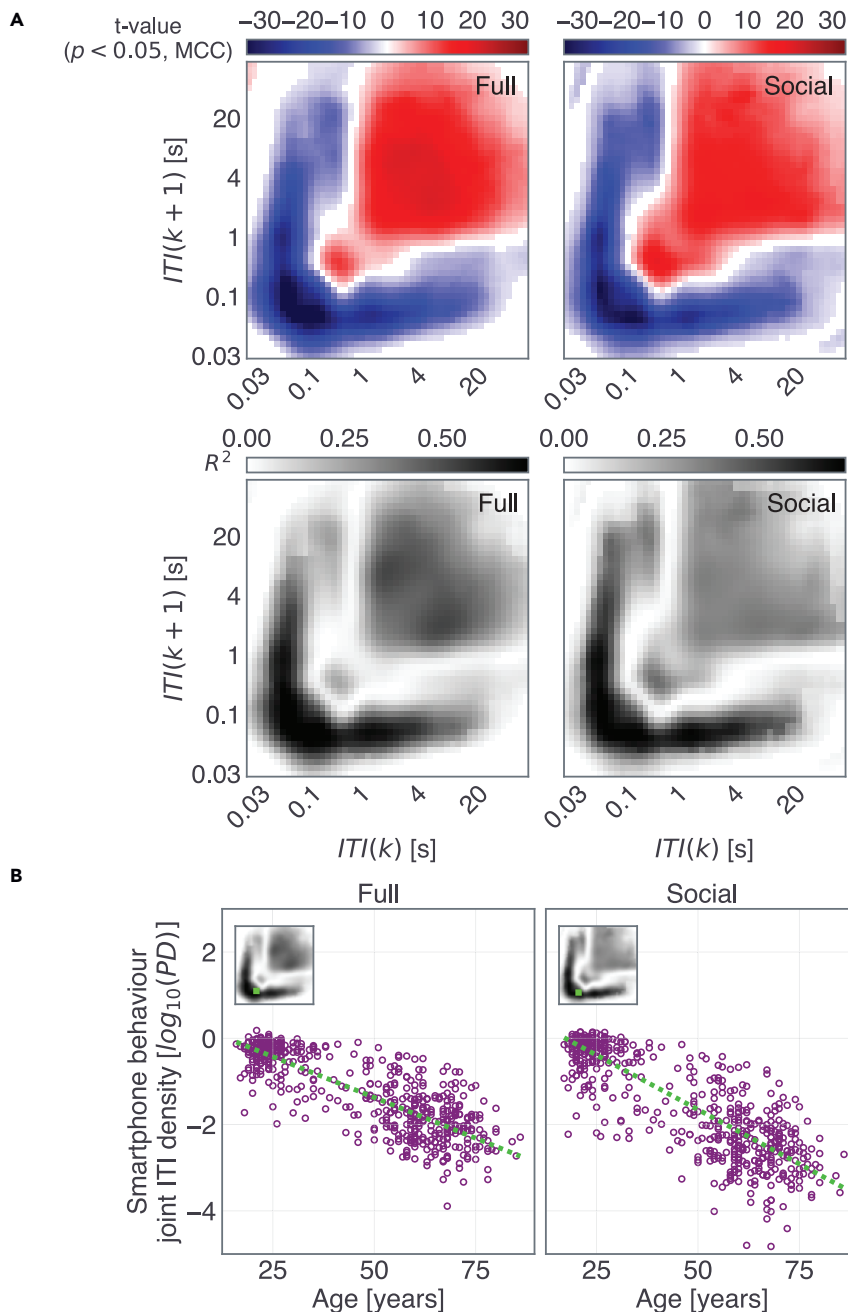 A
t-value
(p < 0.05, MCC)
−30 −20 −10 0 10 20 30
−30 −20 −10 0 10 20 30
Full
Social
ITI(k + 1) [s]
20
4
1
0.1
0.03
0.03 0.1 1 4 20
0.03 0.1 1 4 20
0.00 0.25 0.50
0.00 0.25 0.50
R²
Full
Social
ITI(k + 1) [s]
20
4
1
0.1
0.03
0.03 0.1 1 4 20
0.03 0.1 1 4 20
ITI(k) [s]
ITI(k) [s]
B
Full
Social
Smartphone behaviour
joint ITI density [log₁₀(PD)]
2
0
−2
−4
25 50 75
25 50 75
Age [years]
Age [years]